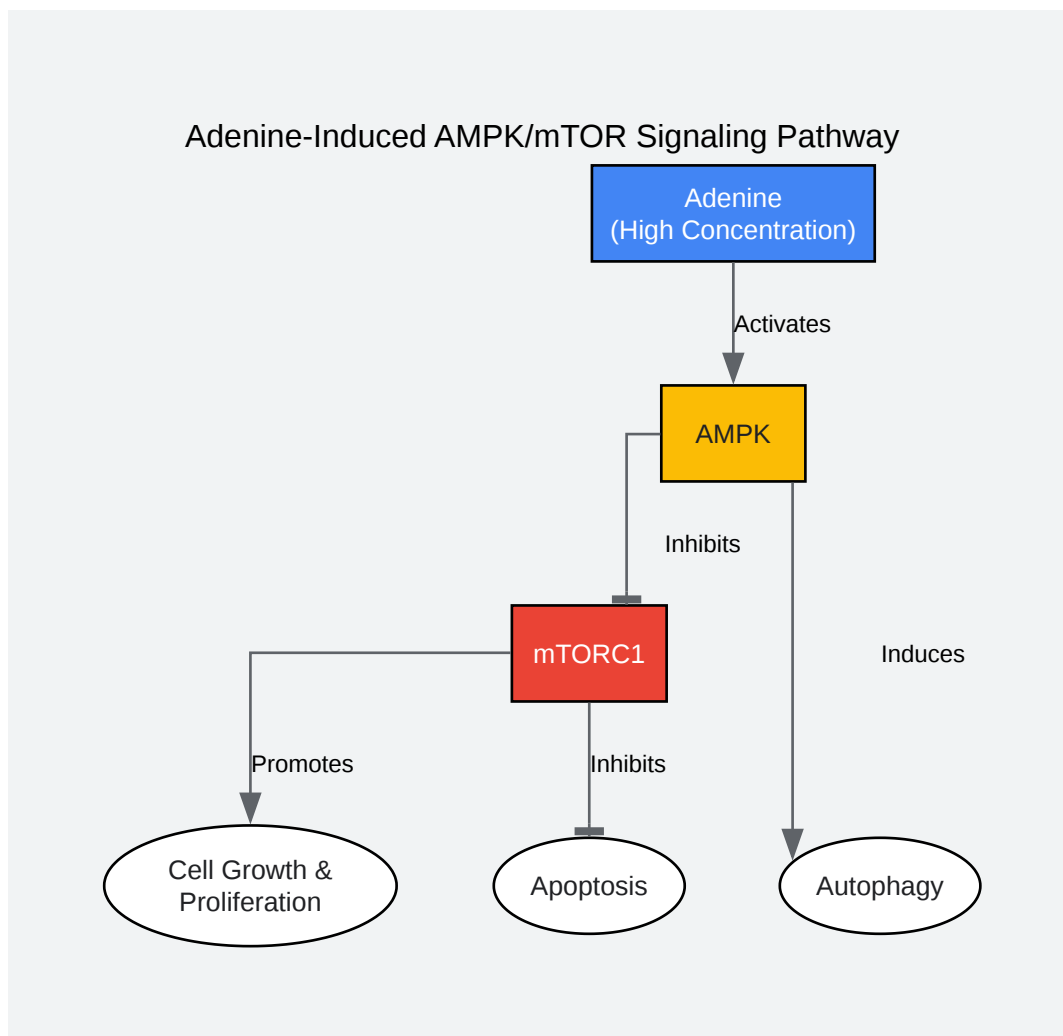 Adenine-Induced AMPK/mTOR Signaling Pathway
Adenine
(High Concentration)
Activates
AMPK
Inhibits
mTORC1
Induces
Promotes
Inhibits
Cell Growth &
Proliferation
Apoptosis
Autophagy